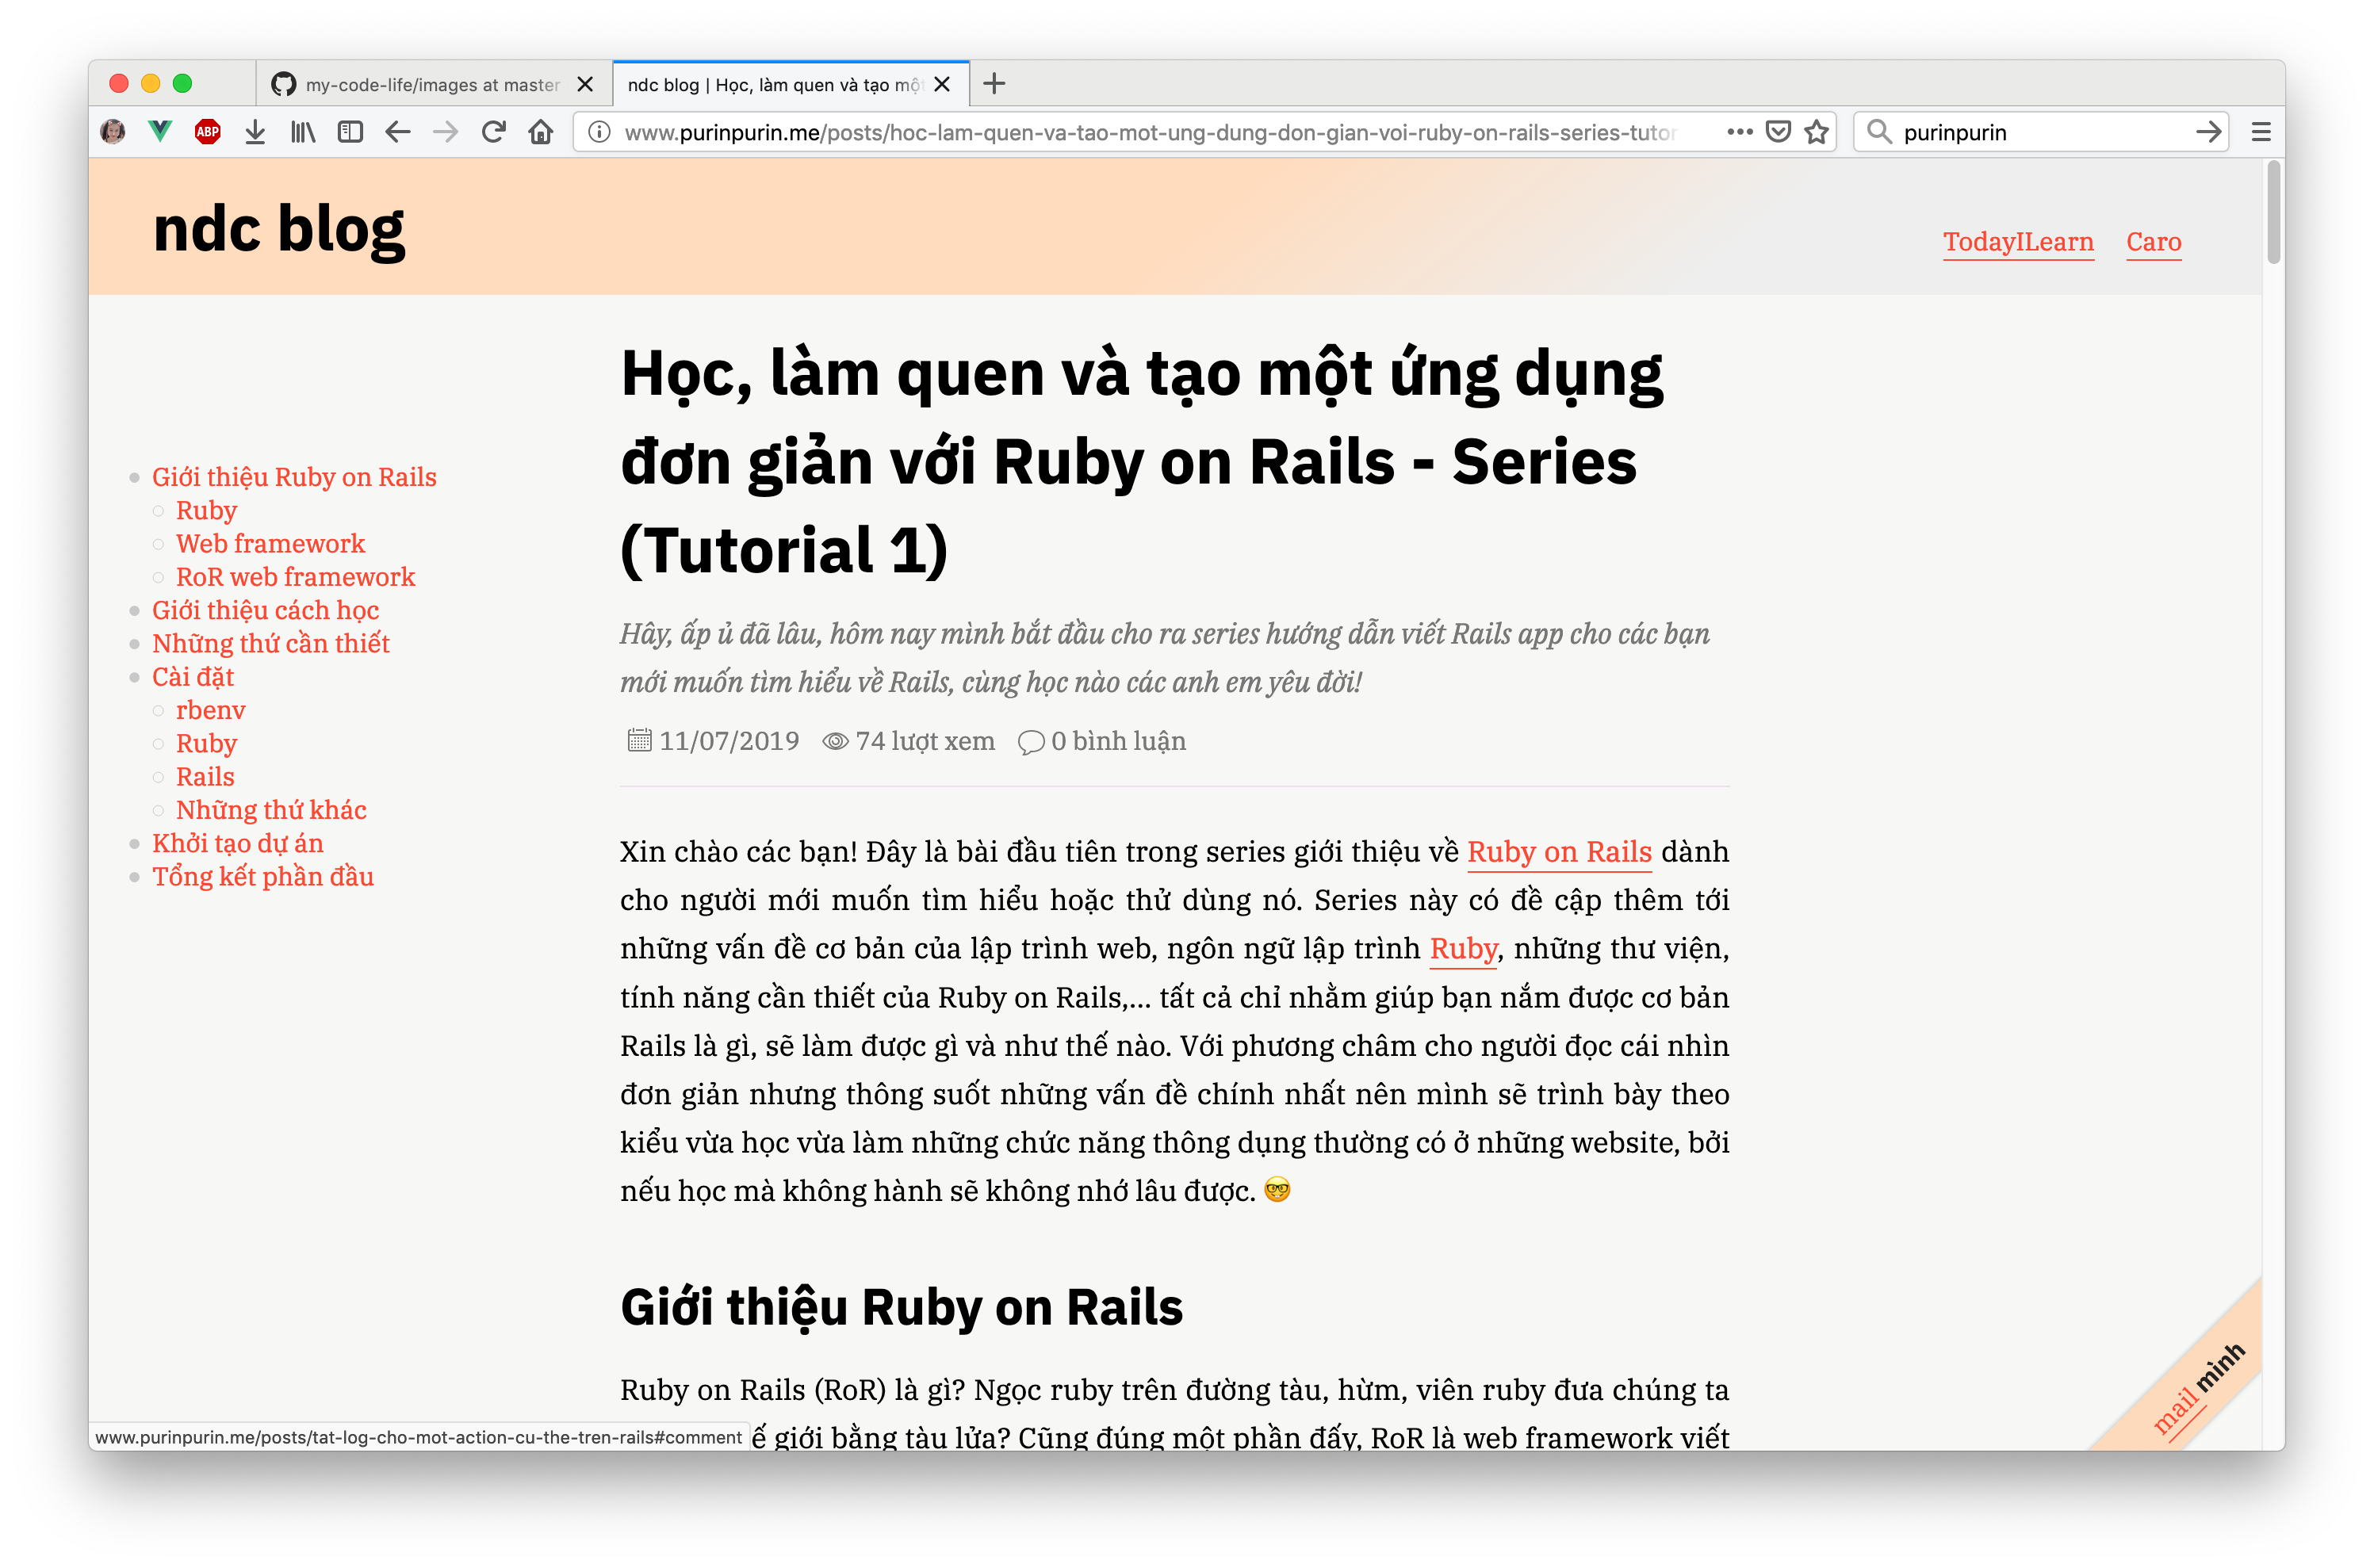 my-code-life/images at master
ndc blog | Học, làm quen và tạo một
ABP
www.purinpurin.me/posts/hoc-lam-quen-va-tao-mot-ung-dung-don-gian-voi-ruby-on-rails-series-tutor
purinpurin
ndc blog
TodayILearn
Caro
Giới thiệu Ruby on Rails
Ruby
Web framework
RoR web framework
Giới thiệu cách học
Những thứ cần thiết
Cài đặt
rbenv
Ruby
Rails
Những thứ khác
Khởi tạo dự án
Tổng kết phần đầu
Học, làm quen và tạo một ứng dụng
đơn giản với Ruby on Rails - Series
(Tutorial 1)
Hây, ấp ủ đã lâu, hôm nay mình bắt đầu cho ra series hướng dẫn viết Rails app cho các bạn
mới muốn tìm hiểu về Rails, cùng học nào các anh em yêu đời!
11/07/2019 74 lượt xem 0 bình luận
Xin chào các bạn! Đây là bài đầu tiên trong series giới thiệu về Ruby on Rails dành
cho người mới muốn tìm hiểu hoặc thử dùng nó. Series này có đề cập thêm tới
những vấn đề cơ bản của lập trình web, ngôn ngữ lập trình Ruby, những thư viện,
tính năng cần thiết của Ruby on Rails,... tất cả chỉ nhằm giúp bạn nắm được cơ bản
Rails là gì, sẽ làm được gì và như thế nào. Với phương châm cho người đọc cái nhìn
đơn giản nhưng thông suốt những vấn đề chính nhất nên mình sẽ trình bày theo
kiểu vừa học vừa làm những chức năng thông dụng thường có ở những website, bởi
nếu học mà không hành sẽ không nhớ lâu được. 🤓
Giới thiệu Ruby on Rails
Ruby on Rails (RoR) là gì? Ngọc ruby trên đường tàu, hừm, viên ruby đưa chúng ta
ế giới bằng tàu lửa? Cũng đúng một phần đấy, RoR là web framework viết
www.purinpurin.me/posts/tat-log-cho-mot-action-cu-the-tren-rails#comment
mail mình